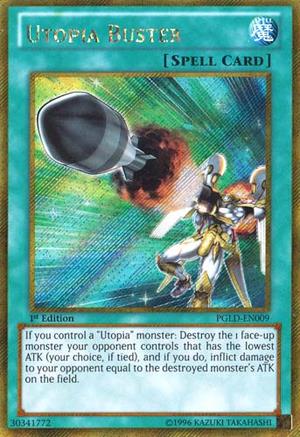 UTOPIA BUSTER
魔
[SPELL CARD]
1st Edition
PGLD-EN009
If you control a "Utopia" monster: Destroy the 1 face-up
monster your opponent controls that has the lowest
ATK (your choice, if tied), and if you do, inflict damage
to your opponent equal to the destroyed monster's ATK
on the field.
30341772
©1996 KAZUKI TAKAHASHI